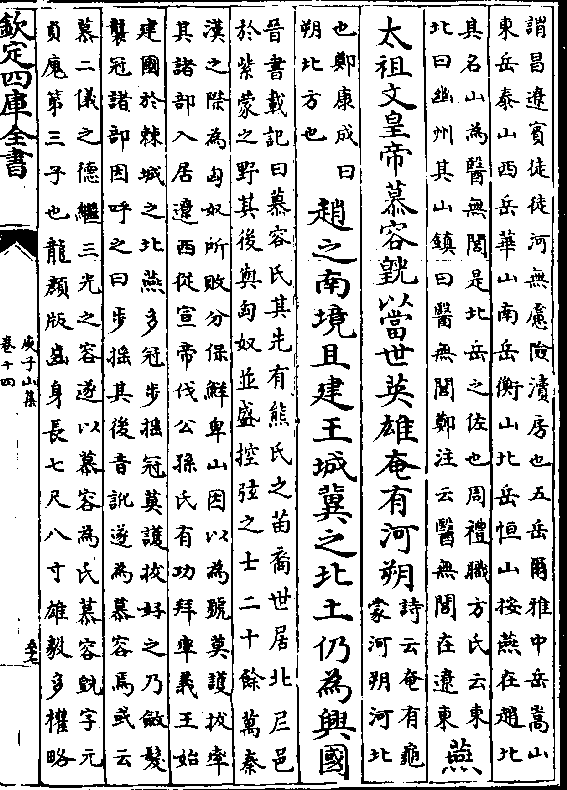 誚昌遼賓徒徒河無慮險瀆房也五岳爾雅中岳嵩山
東岳泰山西岳華山南岳衡山北岳恒山按燕在趙北
其名山為醫無閭是北岳之佐也周禮職方氏云東
北曰幽州其山鎮曰醫無閭鄭注云醫無閭在遼東
燕
太祖文皇帝慕容皝以當世英雄奄有河朔
詩云奄有龜
蒙河朔河北
也鄭康成曰
朔北方也
趙之南境且建王城冀之北土仍為興國
晉書載記曰慕容氏其先有熊氏之苗裔世居北尼邑
於紫蒙之野其後與匈奴並盛控弦之士二十餘萬秦
漢之際為匈奴所敗分保鮮卑山因以為號莫護拔率
其諸部入居遼西從宣帝伐公孫氏有功拜率義王始
建國於棘城之北燕多冠步搖冠莫護拔好之乃斂髮
襲冠諸部因呼之曰步搖其後音訛遂為慕容焉或云
慕二儀之德繼三光之容遂以慕容為氏慕容皝字元
貞廆第三子也龍顏版齒身長七尺八寸雄毅多權略
欽定四庫全書
庾子山集
卷十四